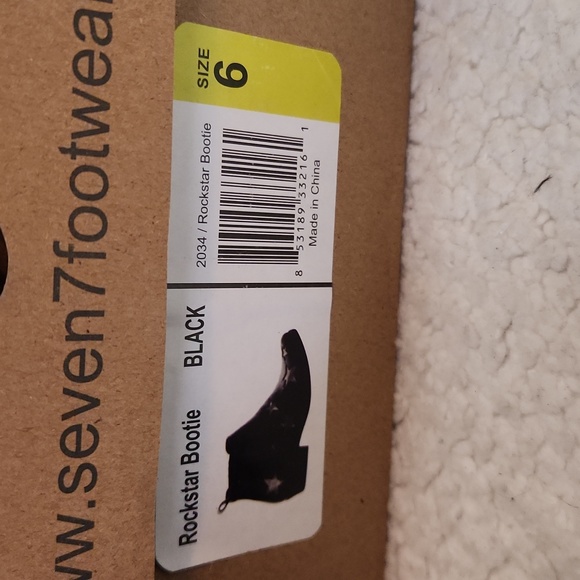 www.seven7footwear
Rockstar Bootie BLACK
2034 / Rockstar Bootie
8 53189 33216 1
Made in China
SIZE
6